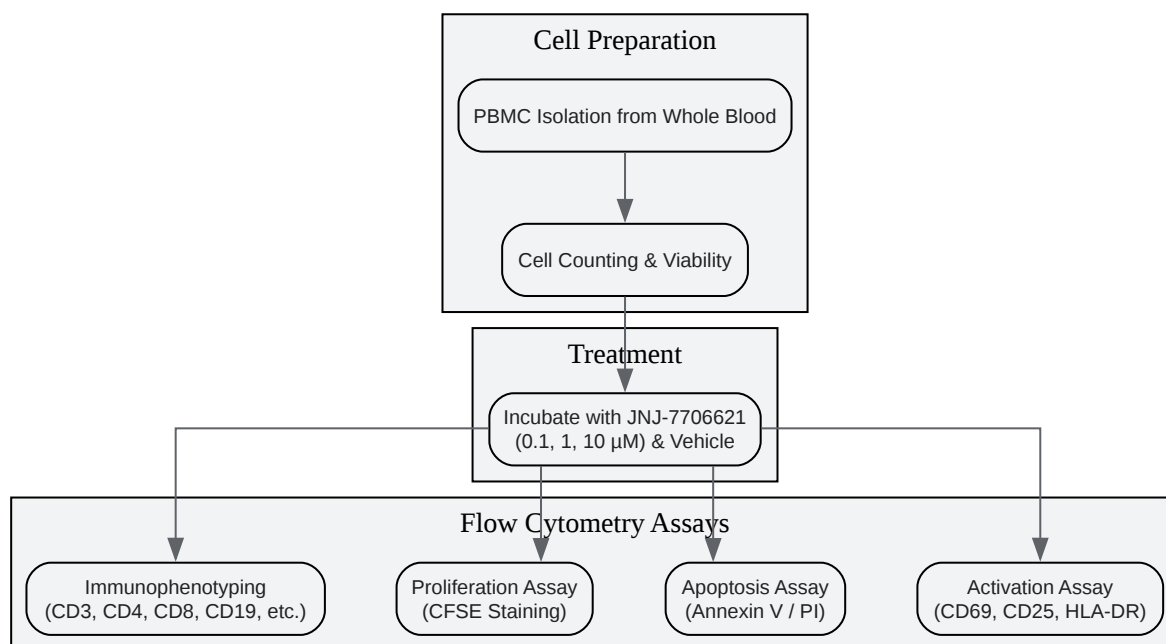 Cell Preparation
PBMC Isolation from Whole Blood
Cell Counting & Viability
Treatment
Incubate with JNJ-7706621
(0.1, 1, 10 µM) & Vehicle
Flow Cytometry Assays
Immunophenotyping
(CD3, CD4, CD8, CD19, etc.)
Proliferation Assay
(CFSE Staining)
Apoptosis Assay
(Annexin V / PI)
Activation Assay
(CD69, CD25, HLA-DR)